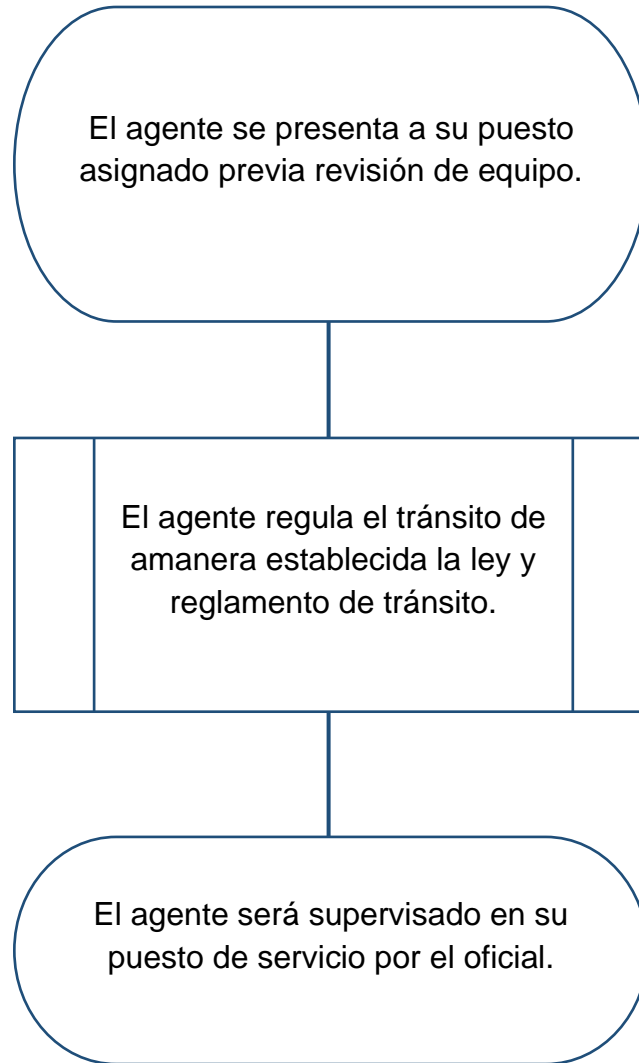 El agente se presenta a su puesto
asignado previa revisión de equipo.
El agente regula el tránsito de
amanera establecida la ley y
reglamento de tránsito.
El agente será supervisado en su
puesto de servicio por el oficial.